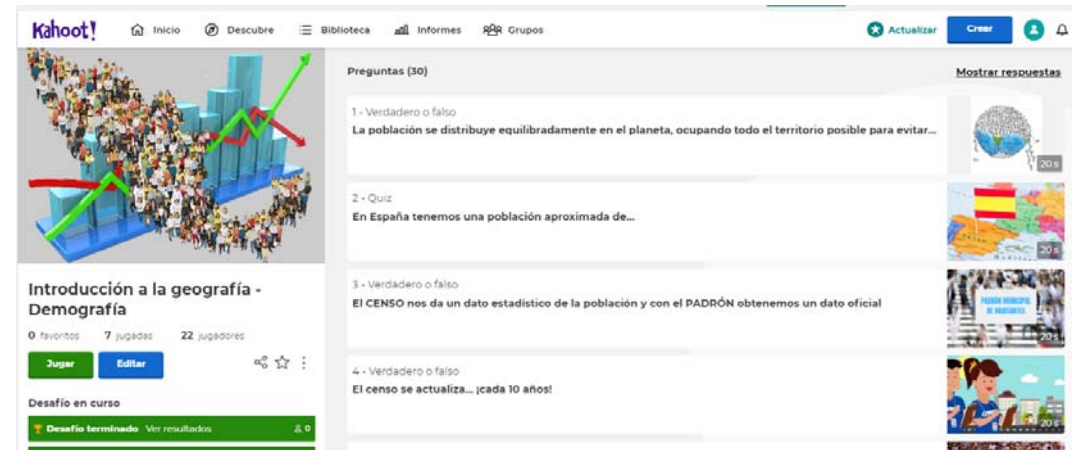 Kahoot!
Inicio
Descubre
Biblioteca
Informes
Grupos
Actualizar
Crear
Preguntas (30)
Mostrar respuestas
1 - Verdadero o falso
La población se distribuye equilibradamente en el planeta, ocupando todo el territorio posible para evitar...
20 s
2 - Quiz
En España tenemos una población aproximada de...
20 s
3 - Verdadero o falso
El CENSO nos da un dato estadístico de la población y con el PADRÓN obtenemos un dato oficial
PADRÓN MUNICIPAL
DE HABITANTES
20 s
4 - Verdadero o falso
El censo se actualiza... ¡cada 10 años!
20 s
Introducción a la geografía -
Demografía
0 favoritos 7 jugadas 22 jugadores
Jugar
Editar
Desafío en curso
Desafío terminado Ver resultados
0